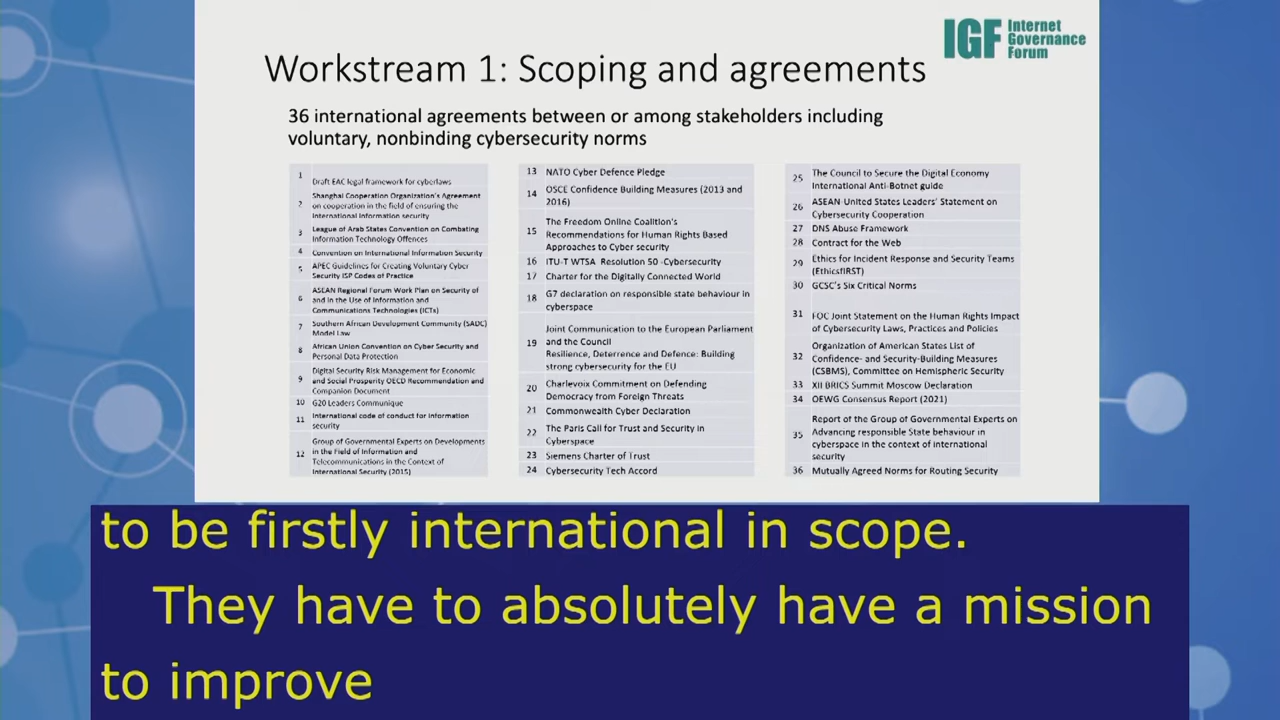 IGF Internet
Governance
Forum
Workstream 1: Scoping and agreements
36 international agreements between or among stakeholders including
voluntary, nonbinding cybersecurity norms
1 Draft EAC legal framework for cyberlaws
2 Shanghai Cooperation Organization's Agreement
on cooperation in the field of ensuring the
International Information security
3 League of Arab States Convention on Combating
Information Technology Offences
4 Convention on International Information Security
5 APEC Guidelines for Creating Voluntary Cyber
Security ISP Codes of Practice
6 ASEAN Regional Forum Work Plan on Security of
and in the Use of Information and
Communications Technologies (ICTs)
7 Southern African Development Community (SADC)
Model Law
8 African Union Convention on Cyber Security and
Personal Data Protection
9 Digital Security Risk Management for Economic
and Social Prosperity OECD Recommendation and
Companion Document
10 G20 Leaders Communique
11 International code of conduct for information
security
12 Group of Governmental Experts on Developments
in the Field of Information and
Telecommunications in the Context of
International Security (2015)
13 NATO Cyber Defence Pledge
14 OSCE Confidence Building Measures (2013 and
2016)
15 The Freedom Online Coalition's
Recommendations for Human Rights Based
Approaches to Cyber security
16 ITU-T WTSA Resolution 50 -Cybersecurity
17 Charter for the Digitally Connected World
18 G7 declaration on responsible state behaviour in
cyberspace
19 Joint Communication to the European Parliament
and the Council
Resilience, Deterrence and Defence: Building
strong cybersecurity for the EU
20 Charlevoix Commitment on Defending
Democracy from Foreign Threats
21 Commonwealth Cyber Declaration
22 The Paris Call for Trust and Security in
Cyberspace
23 Siemens Charter of Trust
24 Cybersecurity Tech Accord
25 The Council to Secure the Digital Economy
International Anti-Botnet guide
26 ASEAN-United States Leaders' Statement on
Cybersecurity Cooperation
27 DNS Abuse Framework
28 Contract for the Web
29 Ethics for Incident Response and Security Teams
(EthicsfIRST)
30 GCSC's Six Critical Norms
31 FOC Joint Statement on the Human Rights Impact
of Cybersecurity Laws, Practices and Policies
32 Organization of American States List of
Confidence- and Security-Building Measures
(CSBMS), Committee on Hemispheric Security
33 XII BRICS Summit Moscow Declaration
34 OEWG Consensus Report (2021)
35 Report of the Group of Governmental Experts on
Advancing responsible State behaviour in
cyberspace in the context of international
security
36 Mutually Agreed Norms for Routing Security
to be firstly international in scope.
They have to absolutely have a mission
to improve